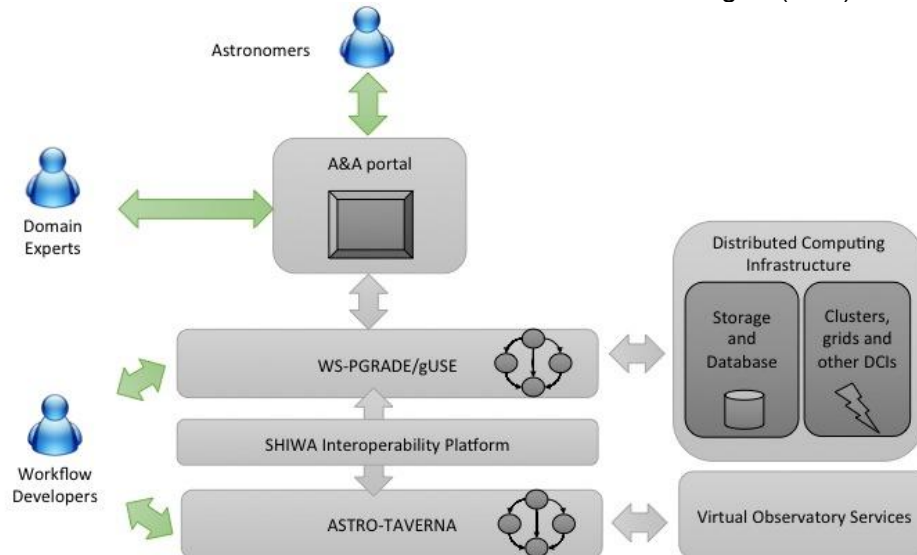 Astronomers
A&A portal
Domain
Experts
Distributed Computing
Infrastructure
Storage
and
Database
Clusters,
grids and
other DCIs
WS-PGRADE/gUSE
SHIWA Interoperability Platform
Workflow
Developers
ASTRO-TAVERNA
Virtual Observatory Services